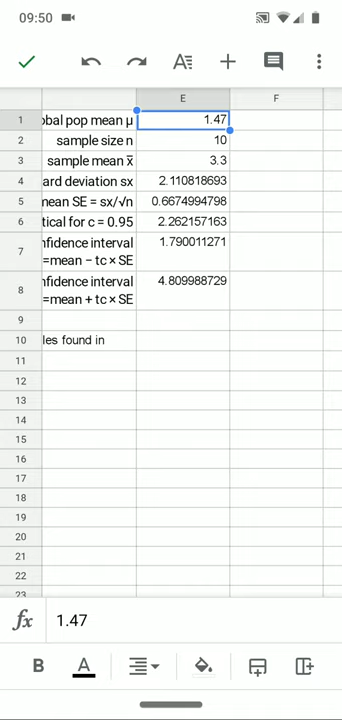 09:50
E F
1 obal pop mean μ 1.47
2 sample size n 10
3 sample mean x̅ 3.3
4 ard deviation sx 2.110818693
5 mean SE = sx/√n 0.6674994798
6 tical for c = 0.95 2.262157163
7 nfidence interval 1.790011271
=mean − tc × SE
8 nfidence interval 4.809988729
=mean + tc × SE
9
10 les found in
11
12
13
14
15
16
17
18
19
20
21
22
23
fx 1.47
B A